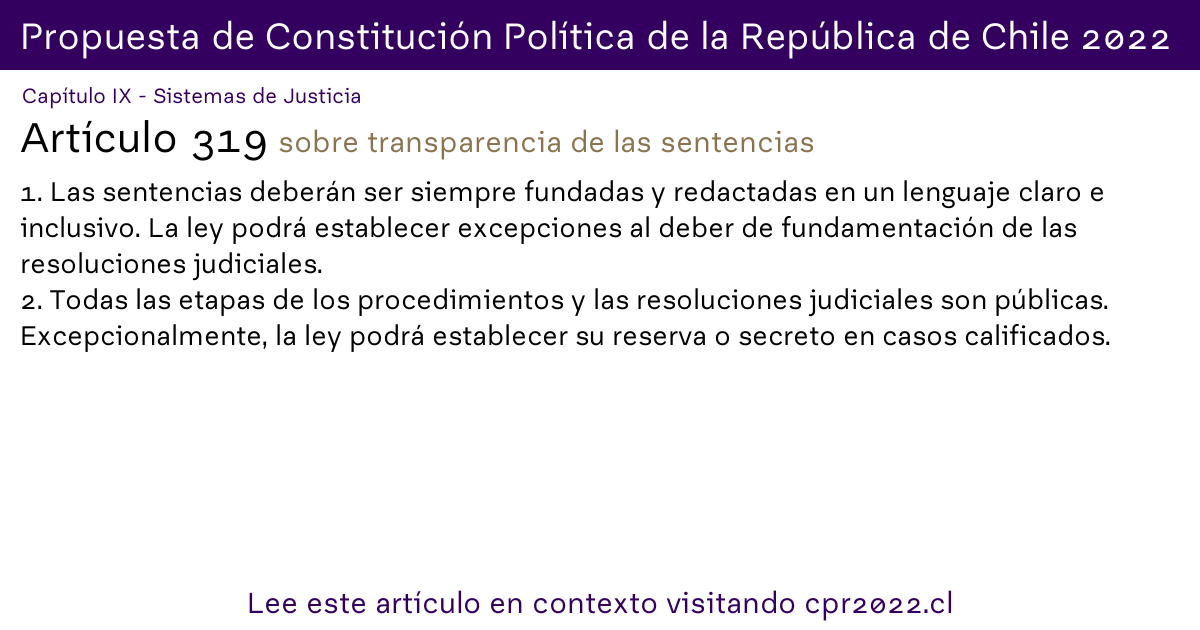 Propuesta de Constitución Política de la República de Chile 2022
Capítulo IX - Sistemas de Justicia
Artículo 319 sobre transparencia de las sentencias
1. Las sentencias deberán ser siempre fundadas y redactadas en un lenguaje claro e
inclusivo. La ley podrá establecer excepciones al deber de fundamentación de las
resoluciones judiciales.
2. Todas las etapas de los procedimientos y las resoluciones judiciales son públicas.
Excepcionalmente, la ley podrá establecer su reserva o secreto en casos calificados.
Lee este artículo en contexto visitando cpr2022.cl